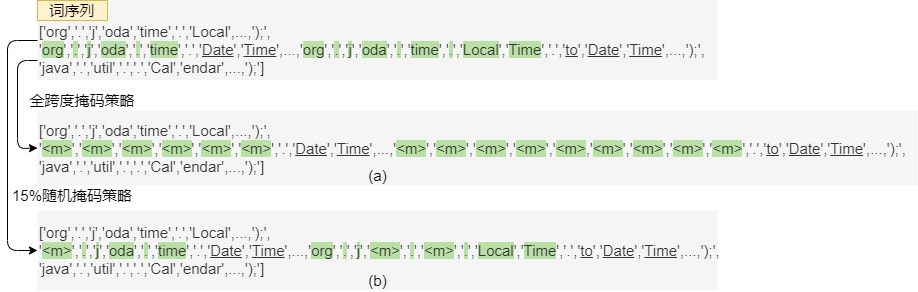 词序列
['org','.','j','oda','time','.','Local',...,');',
'org','.','j','oda','.','time','.','Date','Time',...,'org','.','j','oda','.','time','.','Local','Time','.','to','Date','Time',...,');',
'java','.','util','.','.','Cal','endar',...,');']
全跨度掩码策略
['org','.','j','oda','time','.','Local',...,');',
'<m>','<m>','<m>','<m>','<m>','<m>','.','Date','Time',...,'<m>','<m>','<m>','<m>','<m>','<m>','<m>','<m>','<m>','.','to','Date','Time',...,');',
'java','.','util','.','.','Cal','endar',...,');']
(a)
15%随机掩码策略
['org','.','j','oda','time','.','Local',...,');',
'<m>','.','j','oda','.','time','.','Date','Time',...,'org','.','j','<m>','.','<m>','.','Local','Time','.','to','Date','Time',...,');',
'java','.','util','.','.','Cal','endar',...,');']
(b)